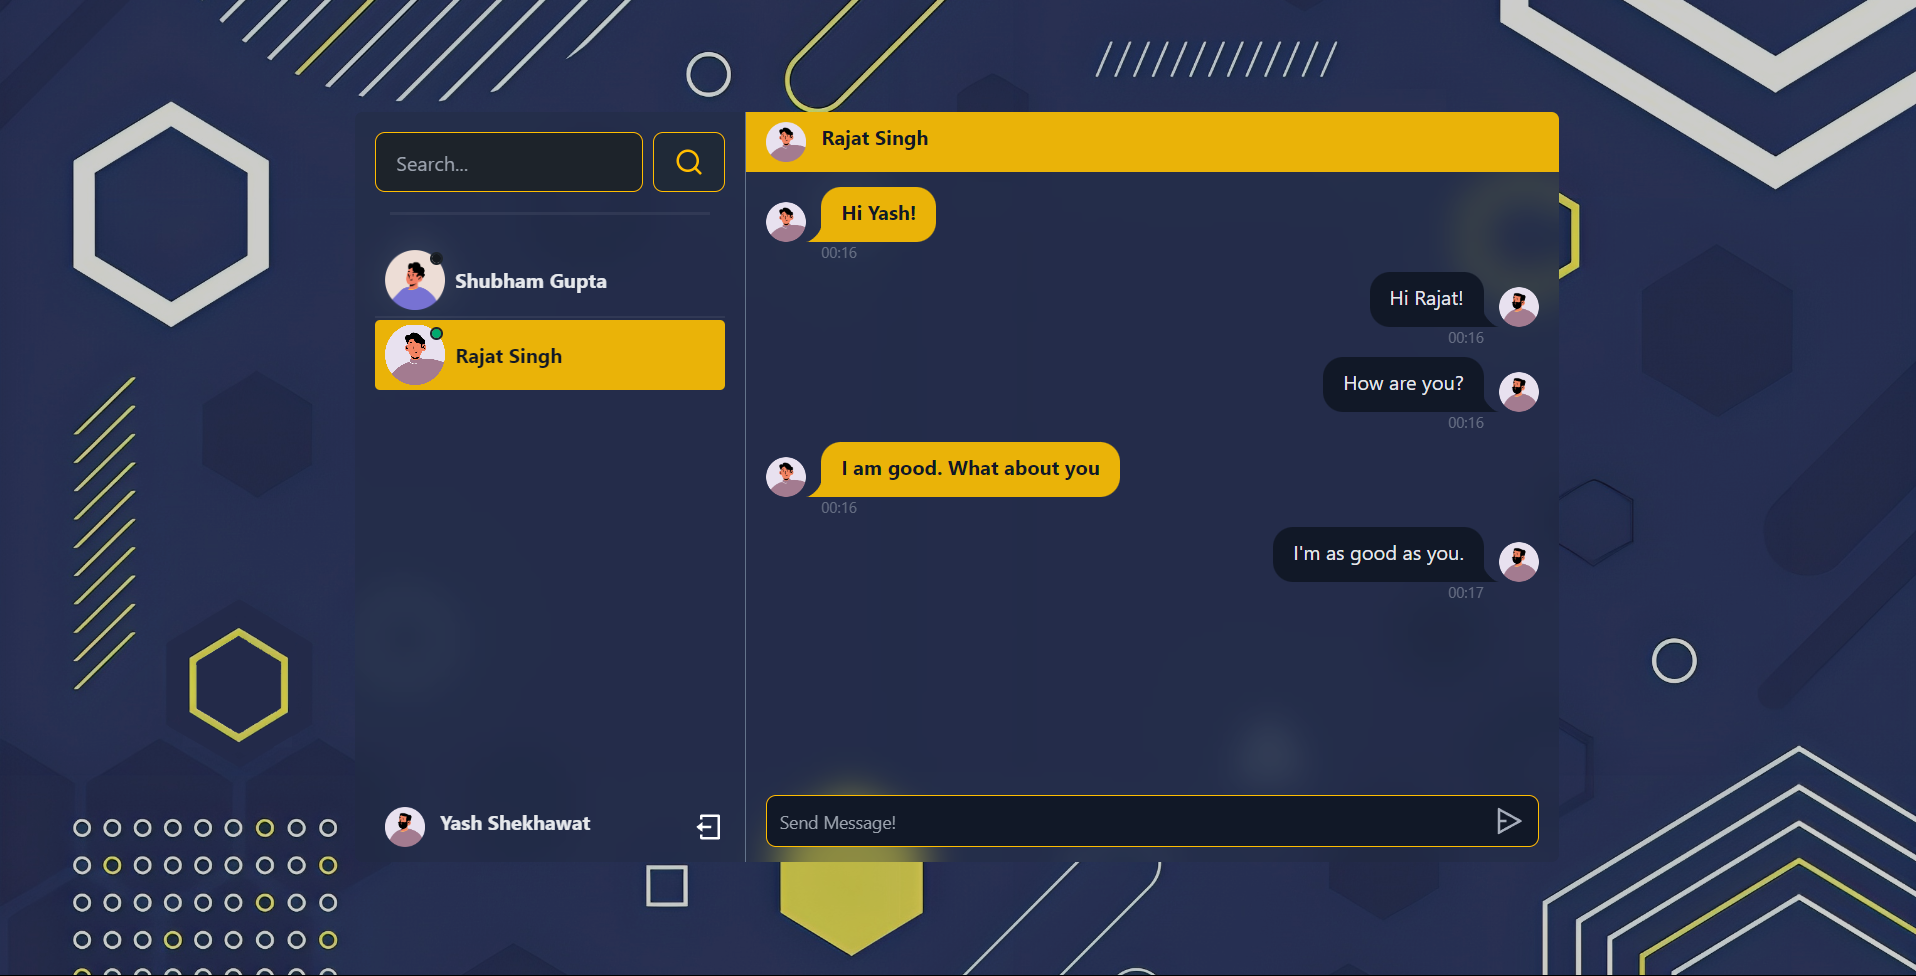 Search...
Shubham Gupta
Rajat Singh
Yash Shekhawat
Rajat Singh
Hi Yash!
00:16
Hi Rajat!
00:16
How are you?
00:16
I am good. What about you
00:16
I'm as good as you.
00:17
Send Message!